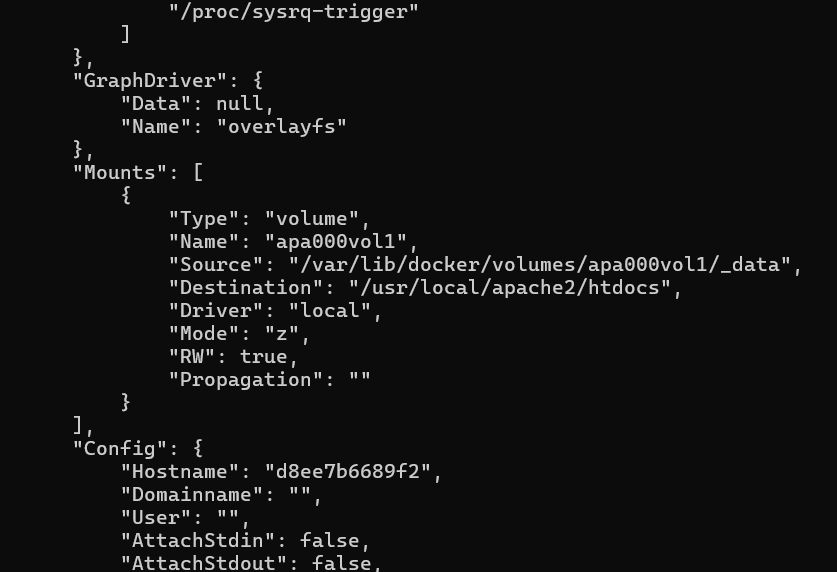 "/proc/sysrq-trigger"
]
},
"GraphDriver": {
"Data": null,
"Name": "overlayfs"
},
"Mounts": [
{
"Type": "volume",
"Name": "apa000vol1",
"Source": "/var/lib/docker/volumes/apa000vol1/_data",
"Destination": "/usr/local/apache2/htdocs",
"Driver": "local",
"Mode": "z",
"RW": true,
"Propagation": ""
}
],
"Config": {
"Hostname": "d8ee7b6689f2",
"Domainname": "",
"User": "",
"AttachStdin": false,
"AttachStdout": false,